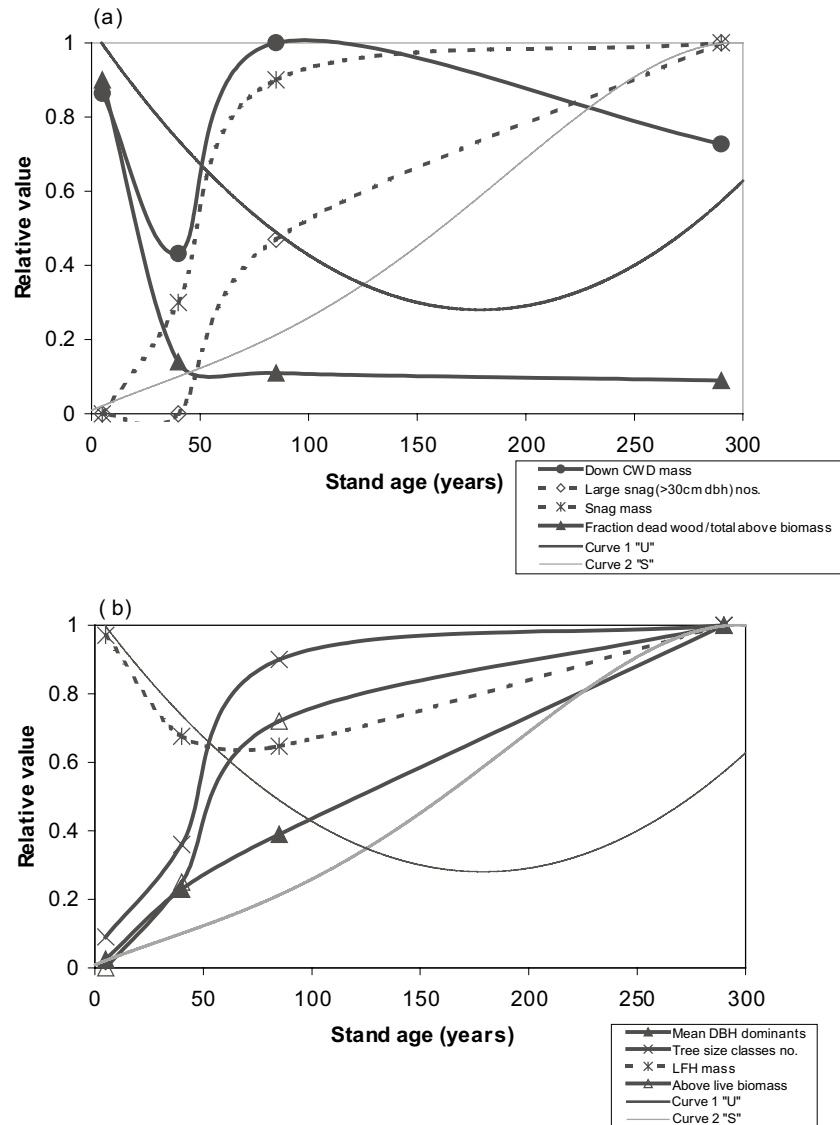 (a)
1
0.8
0.6
0.4
0.2
0
Relative value
0 50 100 150 200 250 300
Stand age (years)
Down CWD mass
Large snag (>30cm dbh) nos.
Snag mass
Fraction dead wood/total above biomass
Curve 1 "U"
Curve 2 "S"
( b)
1
0.8
0.6
0.4
0.2
0
Relative value
0 50 100 150 200 250 300
Stand age (years)
Mean DBH dominants
Tree size classes no.
LFH mass
Above live biomass
Curve 1 "U"
Curve 2 "S"